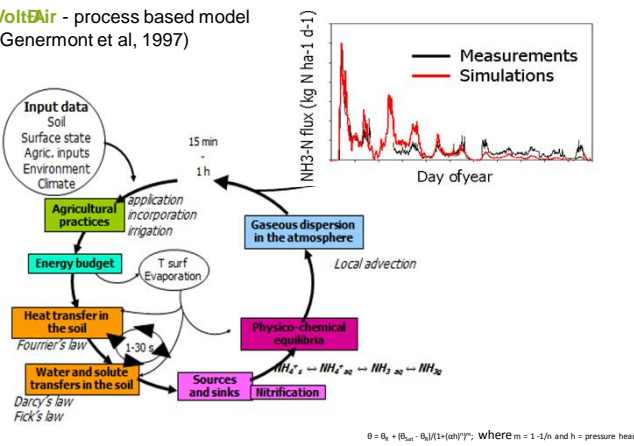 Volt'Air - process based model
Genermont et al, 1997)
NH3-N flux (kg N ha-1 d-1)
Measurements
Simulations
Day ofyear
Input data
Soil
Surface state
Agric. inputs
Environment
Climate
15 min
-
1 h
application
incorporation
irrigation
Agricultural
practices
Gaseous dispersion
in the atmosphere
Energy budget
T surf
Evaporation
Local advection
Heat transfer in
the soil
Fourrier's law
1-30 s
Physico-chemical
equilibria
NH₄⁺s ↔ NH₄⁺aq ↔ NH₃ aq ↔ NH₃g
Water and solute
transfers in the soil
Sources
and sinks
Nitrification
Darcy's law
Fick's law
θ = θR + (θSat - θR)/(1+(αh)ⁿ)ᵐ; where m = 1 -1/n and h = pressure head